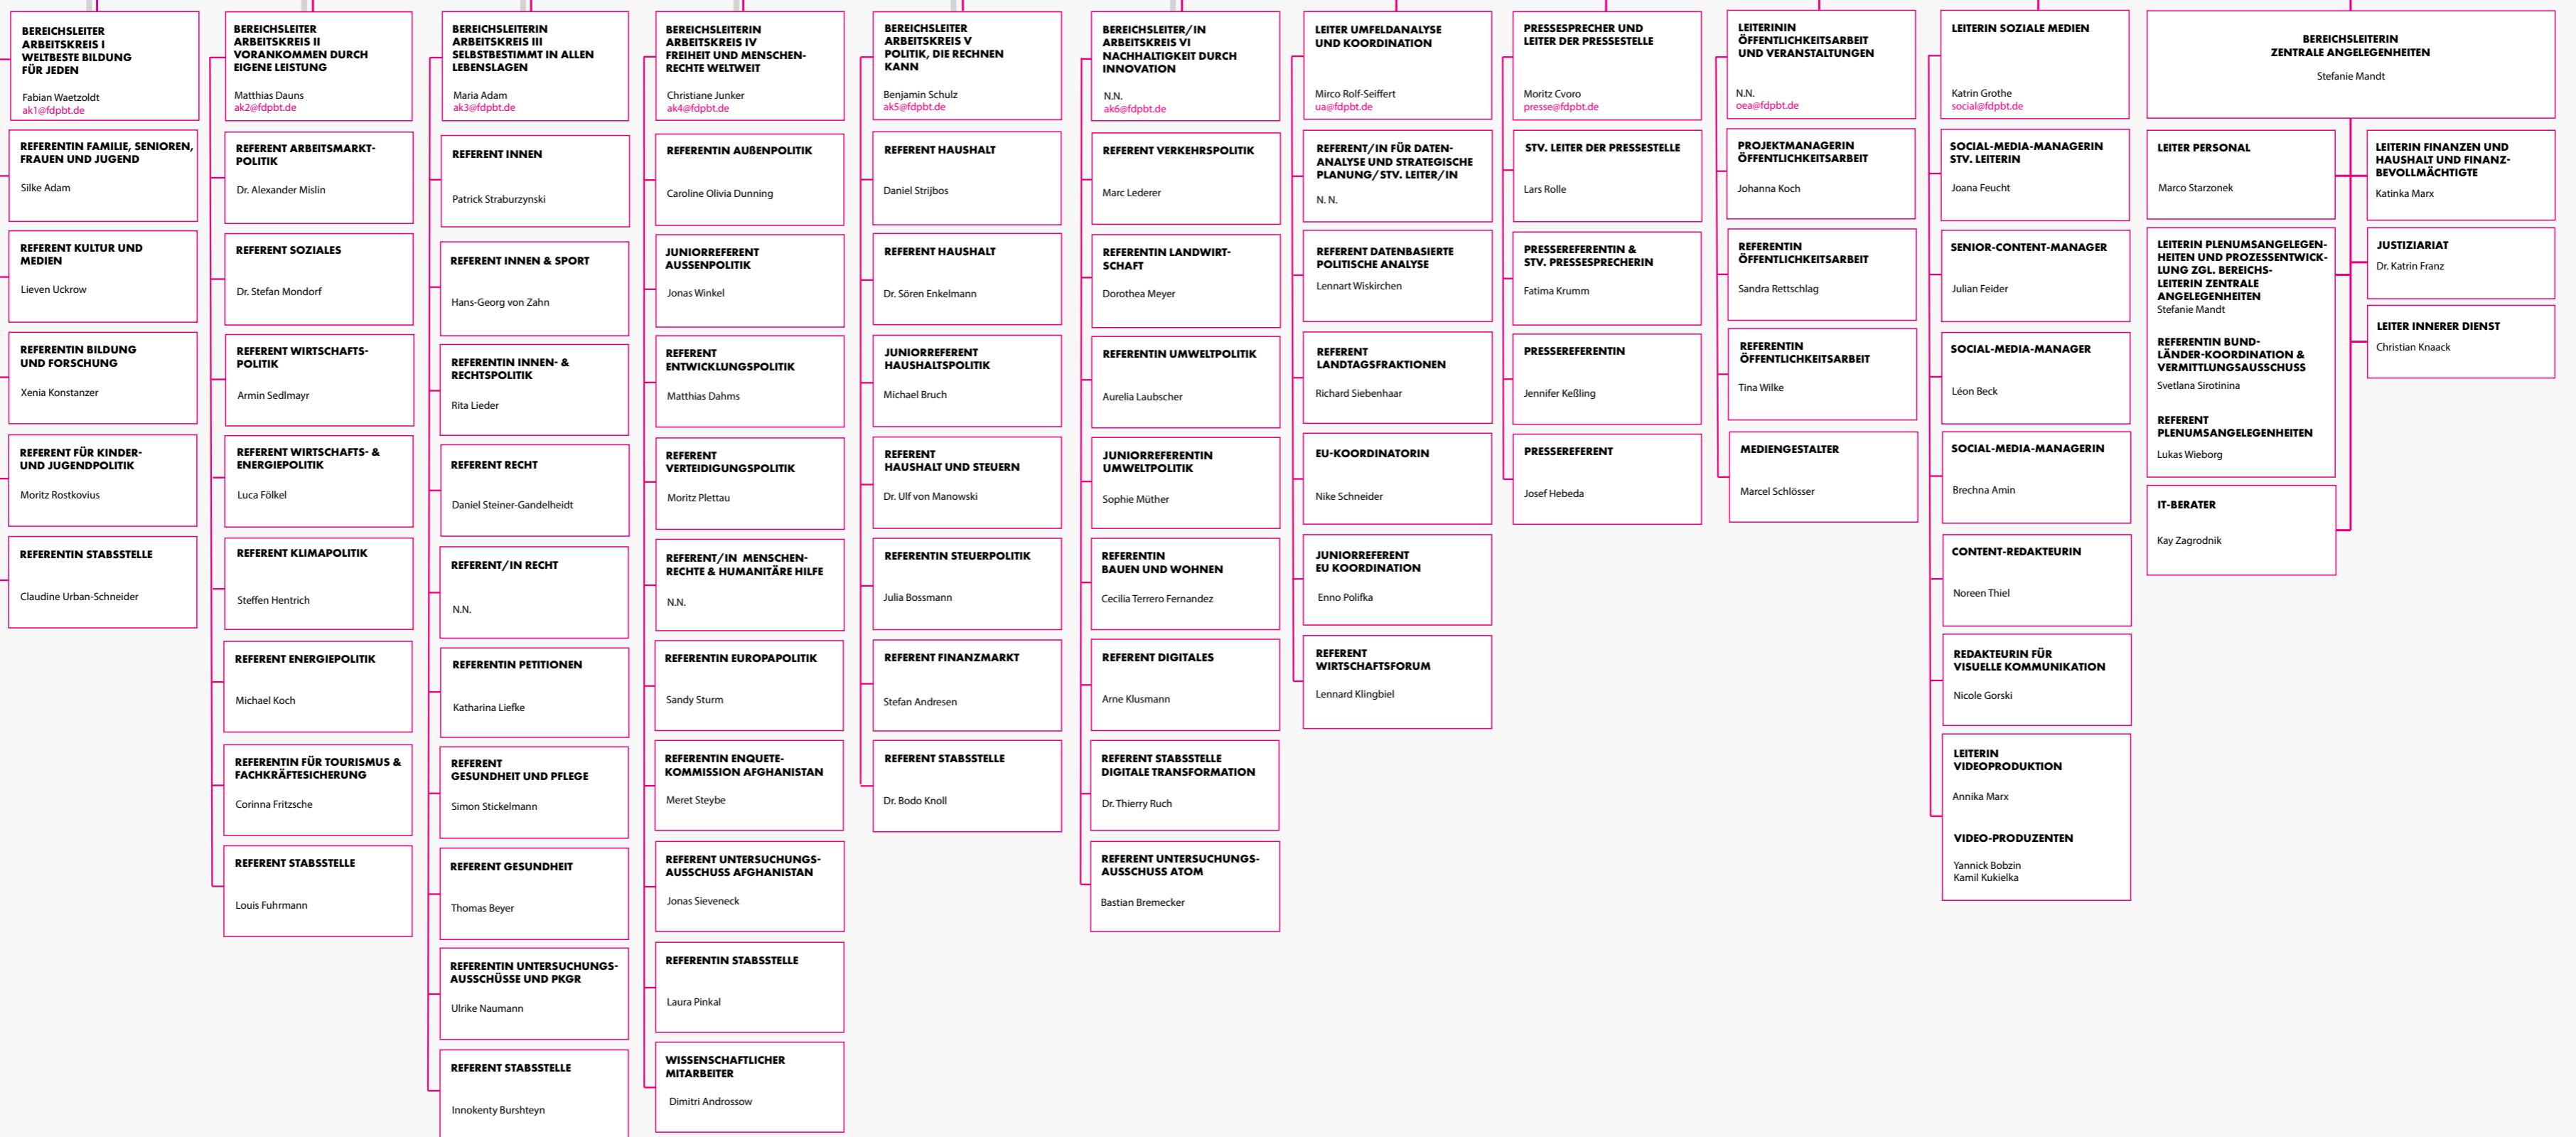 BEREICHSLEITER
ARBEITSKREIS I
WELTBESTE BILDUNG
FÜR JEDEN
Fabian Waetzoldt
ak1@fdpbt.de
REFERENTIN FAMILIE, SENIOREN,
FRAUEN UND JUGEND
Silke Adam
REFERENT KULTUR UND
MEDIEN
Lieven Uckrow
REFERENTIN BILDUNG
UND FORSCHUNG
Xenia Konstanzer
REFERENT FÜR KINDER-
UND JUGENDPOLITIK
Moritz Rostkovius
REFERENTIN STABSSTELLE
Claudine Urban-Schneider
BEREICHSLEITER
ARBEITSKREIS II
VORANKOMMEN DURCH
EIGENE LEISTUNG
Matthias Dauns
ak2@fdpbt.de
REFERENT ARBEITSMARKT-
POLITIK
Dr. Alexander Mislin
REFERENT SOZIALES
Dr. Stefan Mondorf
REFERENT WIRTSCHAFTS-
POLITIK
Armin Sedlmayr
REFERENT WIRTSCHAFTS- &
ENERGIEPOLITIK
Luca Fölkel
REFERENT KLIMAPOLITIK
Steffen Hentrich
REFERENT ENERGIEPOLITIK
Michael Koch
REFERENTIN FÜR TOURISMUS &
FACHKRÄFTESICHERUNG
Corinna Fritzsche
REFERENT STABSSTELLE
Louis Fuhrmann
BEREICHSLEITERIN
ARBEITSKREIS III
SELBSTBESTIMMT IN ALLEN
LEBENSLAGEN
Maria Adam
ak3@fdpbt.de
REFERENT INNEN
Patrick Straburzynski
REFERENT INNEN & SPORT
Hans-Georg von Zahn
REFERENTIN INNEN- &
RECHTSPOLITIK
Rita Lieder
REFERENT RECHT
Daniel Steiner-Gandelheidt
REFERENT/IN RECHT
N.N.
REFERENTIN PETITIONEN
Katharina Liefke
REFERENT
GESUNDHEIT UND PFLEGE
Simon Stickelmann
REFERENT GESUNDHEIT
Thomas Beyer
REFERENTIN UNTERSUCHUNGS-
AUSSCHÜSSE UND PKGR
Ulrike Naumann
REFERENT STABSSTELLE
Innokenty Burshteyn
BEREICHSLEITERIN
ARBEITSKREIS IV
FREIHEIT UND MENSCHEN-
RECHTE WELTWEIT
Christiane Junker
ak4@fdpbt.de
REFERENTIN AUßENPOLITIK
Caroline Olivia Dunning
JUNIORREFERENT
AUSSENPOLITIK
Jonas Winkel
REFERENT
ENTWICKLUNGSPOLITIK
Matthias Dahms
REFERENT
VERTEIDIGUNGSPOLITIK
Moritz Plettau
REFERENT/IN MENSCHEN-
RECHTE & HUMANITÄRE HILFE
N.N.
REFERENTIN EUROPAPOLITIK
Sandy Sturm
REFERENTIN ENQUETE-
KOMMISSION AFGHANISTAN
Meret Steybe
REFERENT UNTERSUCHUNGS-
AUSSCHUSS AFGHANISTAN
Jonas Sieveneck
REFERENTIN STABSSTELLE
Laura Pinkal
WISSENSCHAFTLICHER
MITARBEITER
Dimitri Androssow
BEREICHSLEITER
ARBEITSKREIS V
POLITIK, DIE RECHNEN
KANN
Benjamin Schulz
ak5@fdpbt.de
REFERENT HAUSHALT
Daniel Strijbos
REFERENT HAUSHALT
Dr. Sören Enkelmann
JUNIORREFERENT
HAUSHALTSPOLITIK
Michael Bruch
REFERENT
HAUSHALT UND STEUERN
Dr. Ulf von Manowski
REFERENTIN STEUERPOLITIK
Julia Bossmann
REFERENT FINANZMARKT
Stefan Andresen
REFERENT STABSSTELLE
Dr. Bodo Knoll
BEREICHSLEITER/IN
ARBEITSKREIS VI
NACHHALTIGKEIT DURCH
INNOVATION
N.N.
ak6@fdpbt.de
REFERENT VERKEHRSPOLITIK
Marc Lederer
REFERENTIN LANDWIRT-
SCHAFT
Dorothea Meyer
REFERENTIN UMWELTPOLITIK
Aurelia Laubscher
JUNIORREFERENTIN
UMWELTPOLITIK
Sophie Müther
REFERENTIN
BAUEN UND WOHNEN
Cecilia Terrero Fernandez
REFERENT DIGITALES
Arne Klusmann
REFERENT STABSSTELLE
DIGITALE TRANSFORMATION
Dr. Thierry Ruch
REFERENT UNTERSUCHUNGS-
AUSSCHUSS ATOM
Bastian Bremecker
LEITER UMFELDANALYSE
UND KOORDINATION
Mirco Rolf-Seiffert
ua@fdpbt.de
REFERENT/IN FÜR DATEN-
ANALYSE UND STRATEGISCHE
PLANUNG/STV. LEITER/IN
N. N.
REFERENT DATENBASIERTE
POLITISCHE ANALYSE
Lennart Wiskirchen
REFERENT
LANDTAGSFRAKTIONEN
Richard Siebenhaar
EU-KOORDINATORIN
Nike Schneider
JUNIORREFERENT
EU KOORDINATION
Enno Polifka
REFERENT
WIRTSCHAFTSFORUM
Lennard Klingbiel
PRESSESPRECHER UND
LEITER DER PRESSESTELLE
Moritz Cvoro
presse@fdpbt.de
STV. LEITER DER PRESSESTELLE
Lars Rolle
PRESSEREFERENTIN &
STV. PRESSESPRECHERIN
Fatima Krumm
PRESSEREFERENTIN
Jennifer Keßling
PRESSEREFERENT
Josef Hebeda
LEITERININ
ÖFFENTLICHKEITSARBEIT
UND VERANSTALTUNGEN
N.N.
oea@fdpbt.de
PROJEKTMANAGERIN
ÖFFENTLICHKEITSARBEIT
Johanna Koch
REFERENTIN
ÖFFENTLICHKEITSARBEIT
Sandra Rettschlag
REFERENTIN
ÖFFENTLICHKEITSARBEIT
Tina Wilke
MEDIENGESTALTER
Marcel Schlösser
LEITERIN SOZIALE MEDIEN
Katrin Grothe
social@fdpbt.de
SOCIAL-MEDIA-MANAGERIN
STV. LEITERIN
Joana Feucht
SENIOR-CONTENT-MANAGER
Julian Feider
SOCIAL-MEDIA-MANAGER
Léon Beck
SOCIAL-MEDIA-MANAGERIN
Brechna Amin
CONTENT-REDAKTEURIN
Noreen Thiel
REDAKTEURIN FÜR
VISUELLE KOMMUNIKATION
Nicole Gorski
LEITERIN
VIDEOPRODUKTION
Annika Marx
VIDEO-PRODUZENTEN
Yannick Bobzin
Kamil Kukielka
BEREICHSLEITERIN
ZENTRALE ANGELEGENHEITEN
Stefanie Mandt
LEITER PERSONAL
Marco Starzonek
LEITERIN PLENUMSANGELEGEN-
HEITEN UND PROZESSENTWICK-
LUNG ZGL. BEREICHS-
LEITERIN ZENTRALE
ANGELEGENHEITEN
Stefanie Mandt
REFERENTIN BUND-
LÄNDER-KOORDINATION &
VERMITTLUNGSAUSSCHUSS
Svetlana Sirotinina
REFERENT
PLENUMSANGELEGENHEITEN
Lukas Wieborg
IT-BERATER
Kay Zagrodnik
LEITERIN FINANZEN UND
HAUSHALT UND FINANZ-
BEVOLLMÄCHTIGTE
Katinka Marx
JUSTIZIARIAT
Dr. Katrin Franz
LEITER INNERER DIENST
Christian Knaack